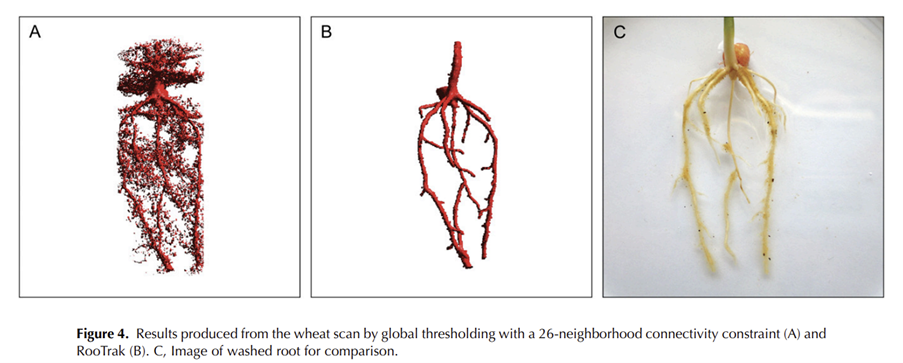 A
B
C
Figure 4. Results produced from the wheat scan by global thresholding with a 26-neighborhood connectivity constraint (A) and
RooTrak (B). C, Image of washed root for comparison.